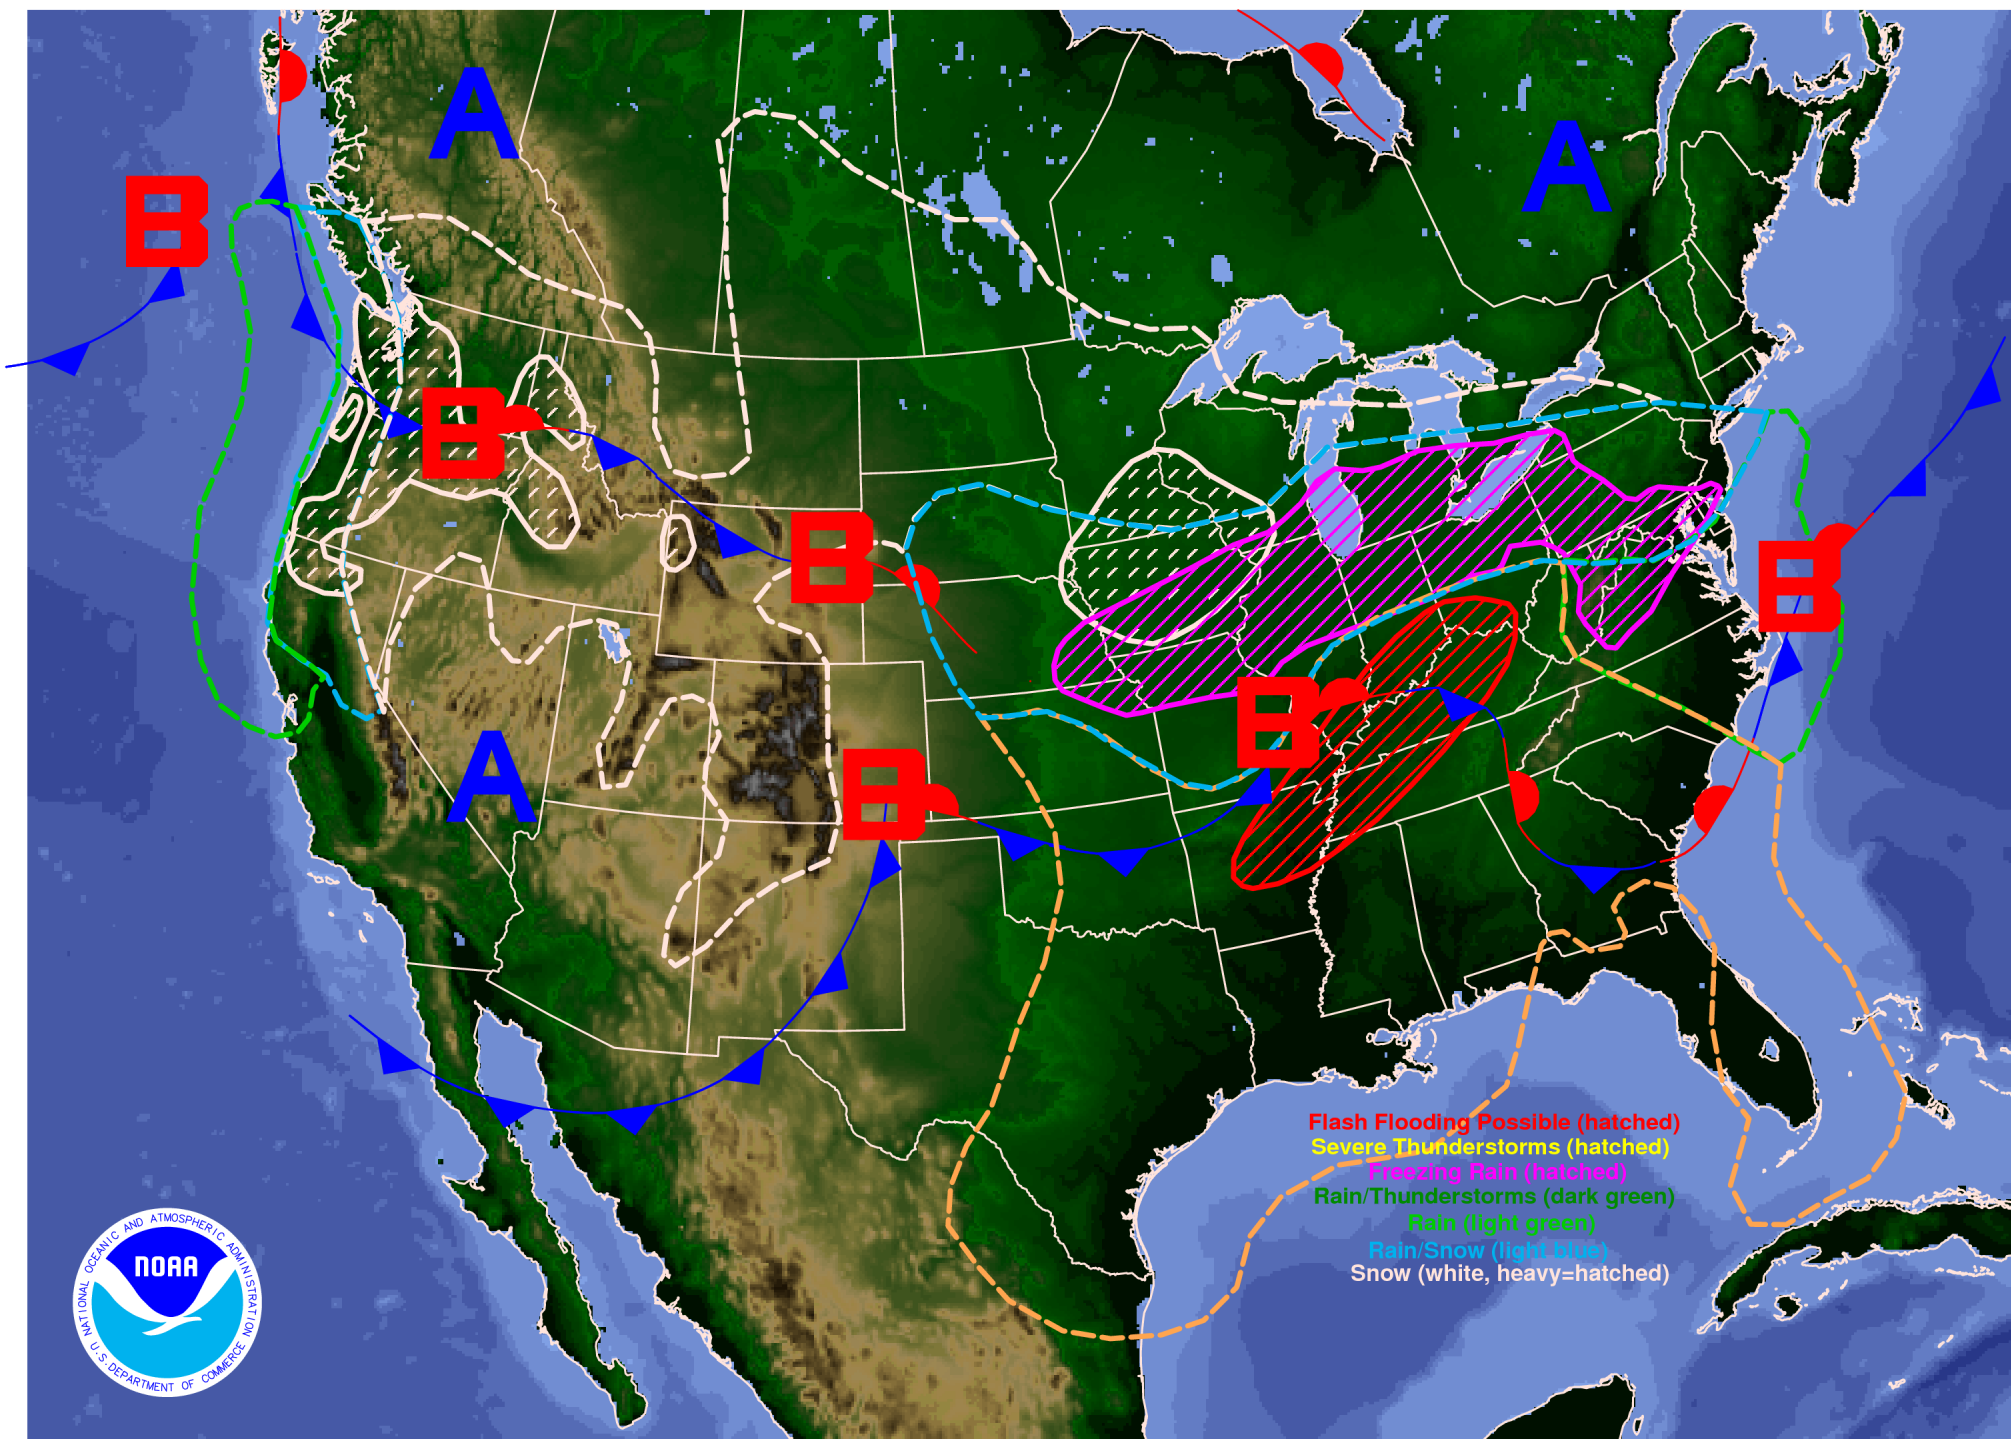 A
A
B
B
B
B
B
B
A
B
Flash Flooding Possible (hatched)
Severe Thunderstorms (hatched)
Freezing Rain (hatched)
Rain/Thunderstorms (dark green)
Rain (light green)
Rain/Snow (light blue)
Snow (white, heavy=hatched)
NATIONAL OCEANIC AND ATMOSPHERIC ADMINISTRATION
NOAA
U.S. DEPARTMENT OF COMMERCE